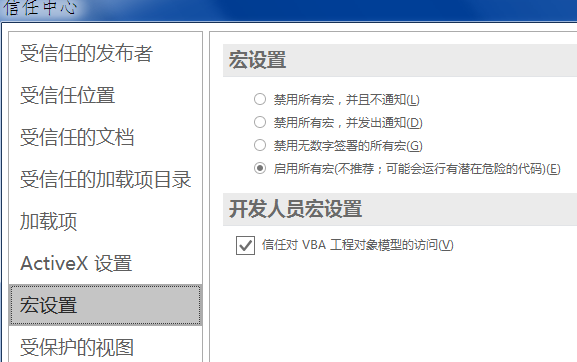 信任中心
受信任的发布者
受信任位置
受信任的文档
受信任的加载项目录
加载项
ActiveX 设置
宏设置
受保护的视图
宏设置
禁用所有宏，并且不通知(L)
禁用所有宏，并发出通知(D)
禁用无数字签署的所有宏(G)
启用所有宏(不推荐；可能会运行有潜在危险的代码)(E)
开发人员宏设置
信任对 VBA 工程对象模型的访问(V)